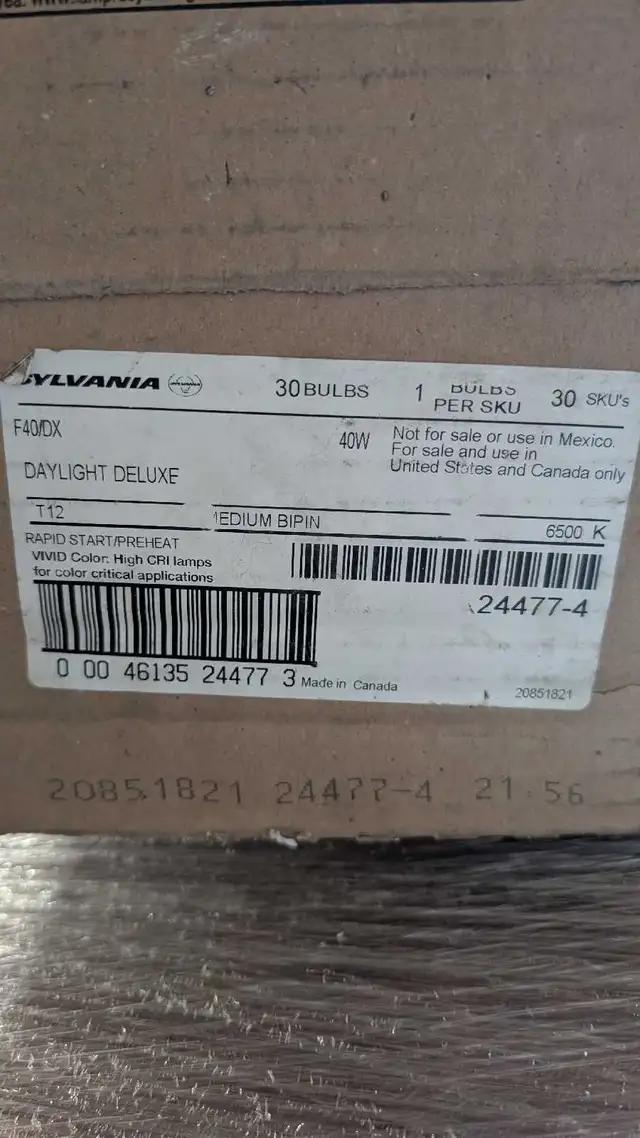 SYLVANIA
30 BULBS
1 BULBS PER SKU
30 SKU's
F40/DX
40W
Not for sale or use in Mexico.
For sale and use in
United States and Canada only
DAYLIGHT DELUXE
T12
MEDIUM BIPIN
6500 K
RAPID START/PREHEAT
VIVID Color: High CRI lamps
for color critical applications
24477-4
0 00 46135 24477 3
Made in Canada
20851821
20851821 24477-4 21:56